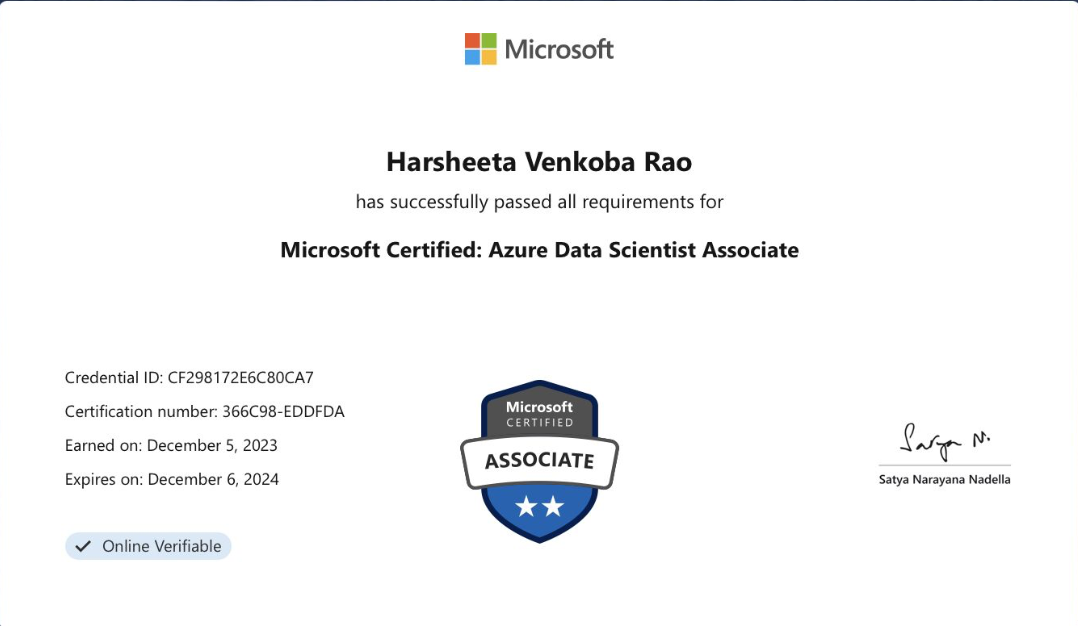 Microsoft
Harsheeta Venkoba Rao
has successfully passed all requirements for
Microsoft Certified: Azure Data Scientist Associate
Credential ID: CF298172E6C80CA7
Certification number: 366C98-EDDFDA
Earned on: December 5, 2023
Expires on: December 6, 2024
Online Verifiable
Microsoft
CERTIFIED
ASSOCIATE
Satya N.
Satya Narayana Nadella